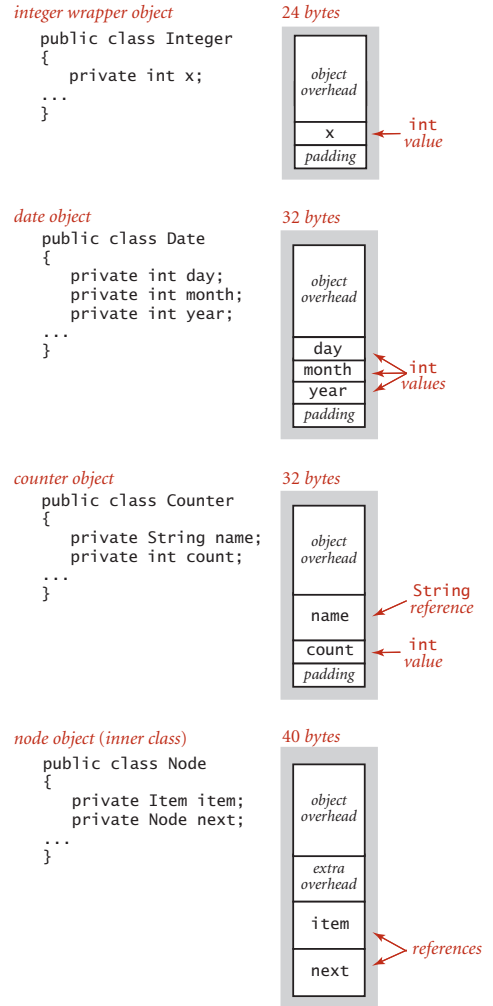 integer wrapper object
public class Integer
{
private int x;
...
}
24 bytes
object
overhead
x
padding
int
value
date object
public class Date
{
private int day;
private int month;
private int year;
...
}
32 bytes
object
overhead
day
month
year
padding
int
values
counter object
public class Counter
{
private String name;
private int count;
...
}
32 bytes
object
overhead
name
count
padding
String
reference
int
value
node object (inner class)
public class Node
{
private Item item;
private Node next;
...
}
40 bytes
object
overhead
extra
overhead
item
next
references